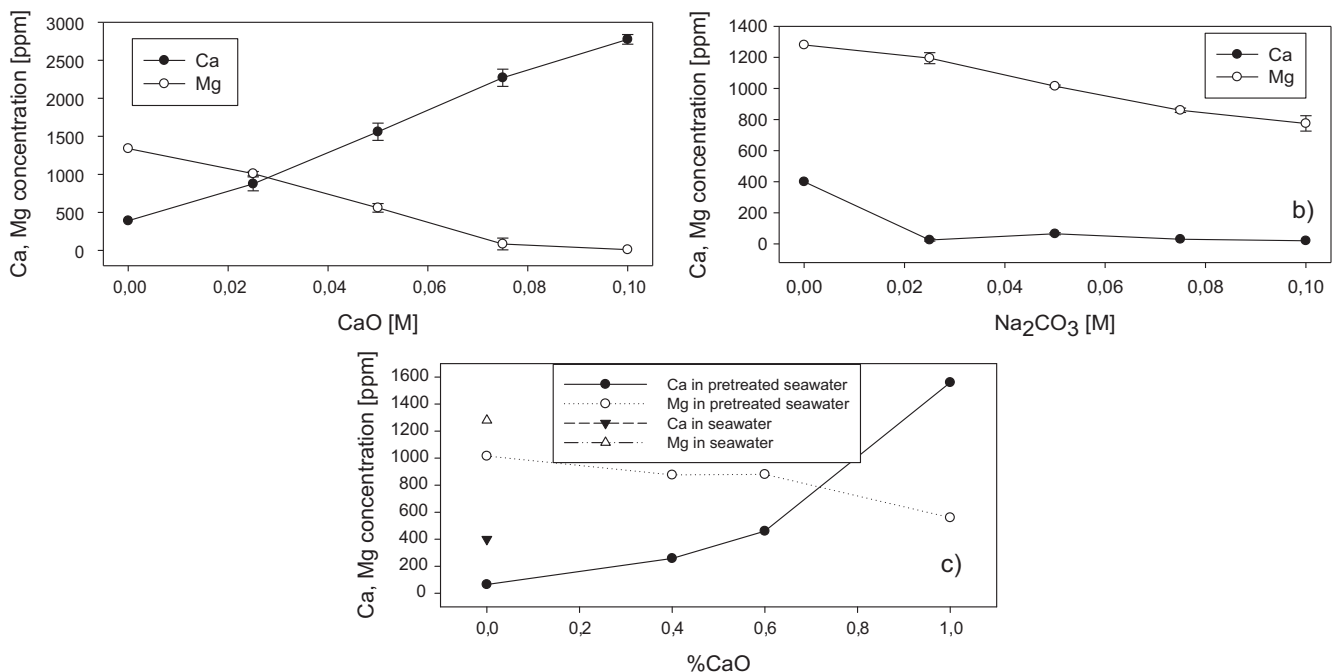 Ca, Mg concentration [ppm]
3000
2500
2000
1500
1000
500
0
Ca
Mg
0,00
0,02
0,04
0,06
0,08
0,10
CaO [M]
Ca, Mg concentration [ppm]
1400
1200
1000
800
600
400
200
0
Ca
Mg
b)
0,00
0,02
0,04
0,06
0,08
0,10
Na2CO3 [M]
Ca, Mg concentration [ppm]
1600
1400
1200
1000
800
600
400
200
0
Ca in pretreated seawater
Mg in pretreated seawater
Ca in seawater
Mg in seawater
c)
0,0
0,2
0,4
0,6
0,8
1,0
%CaO